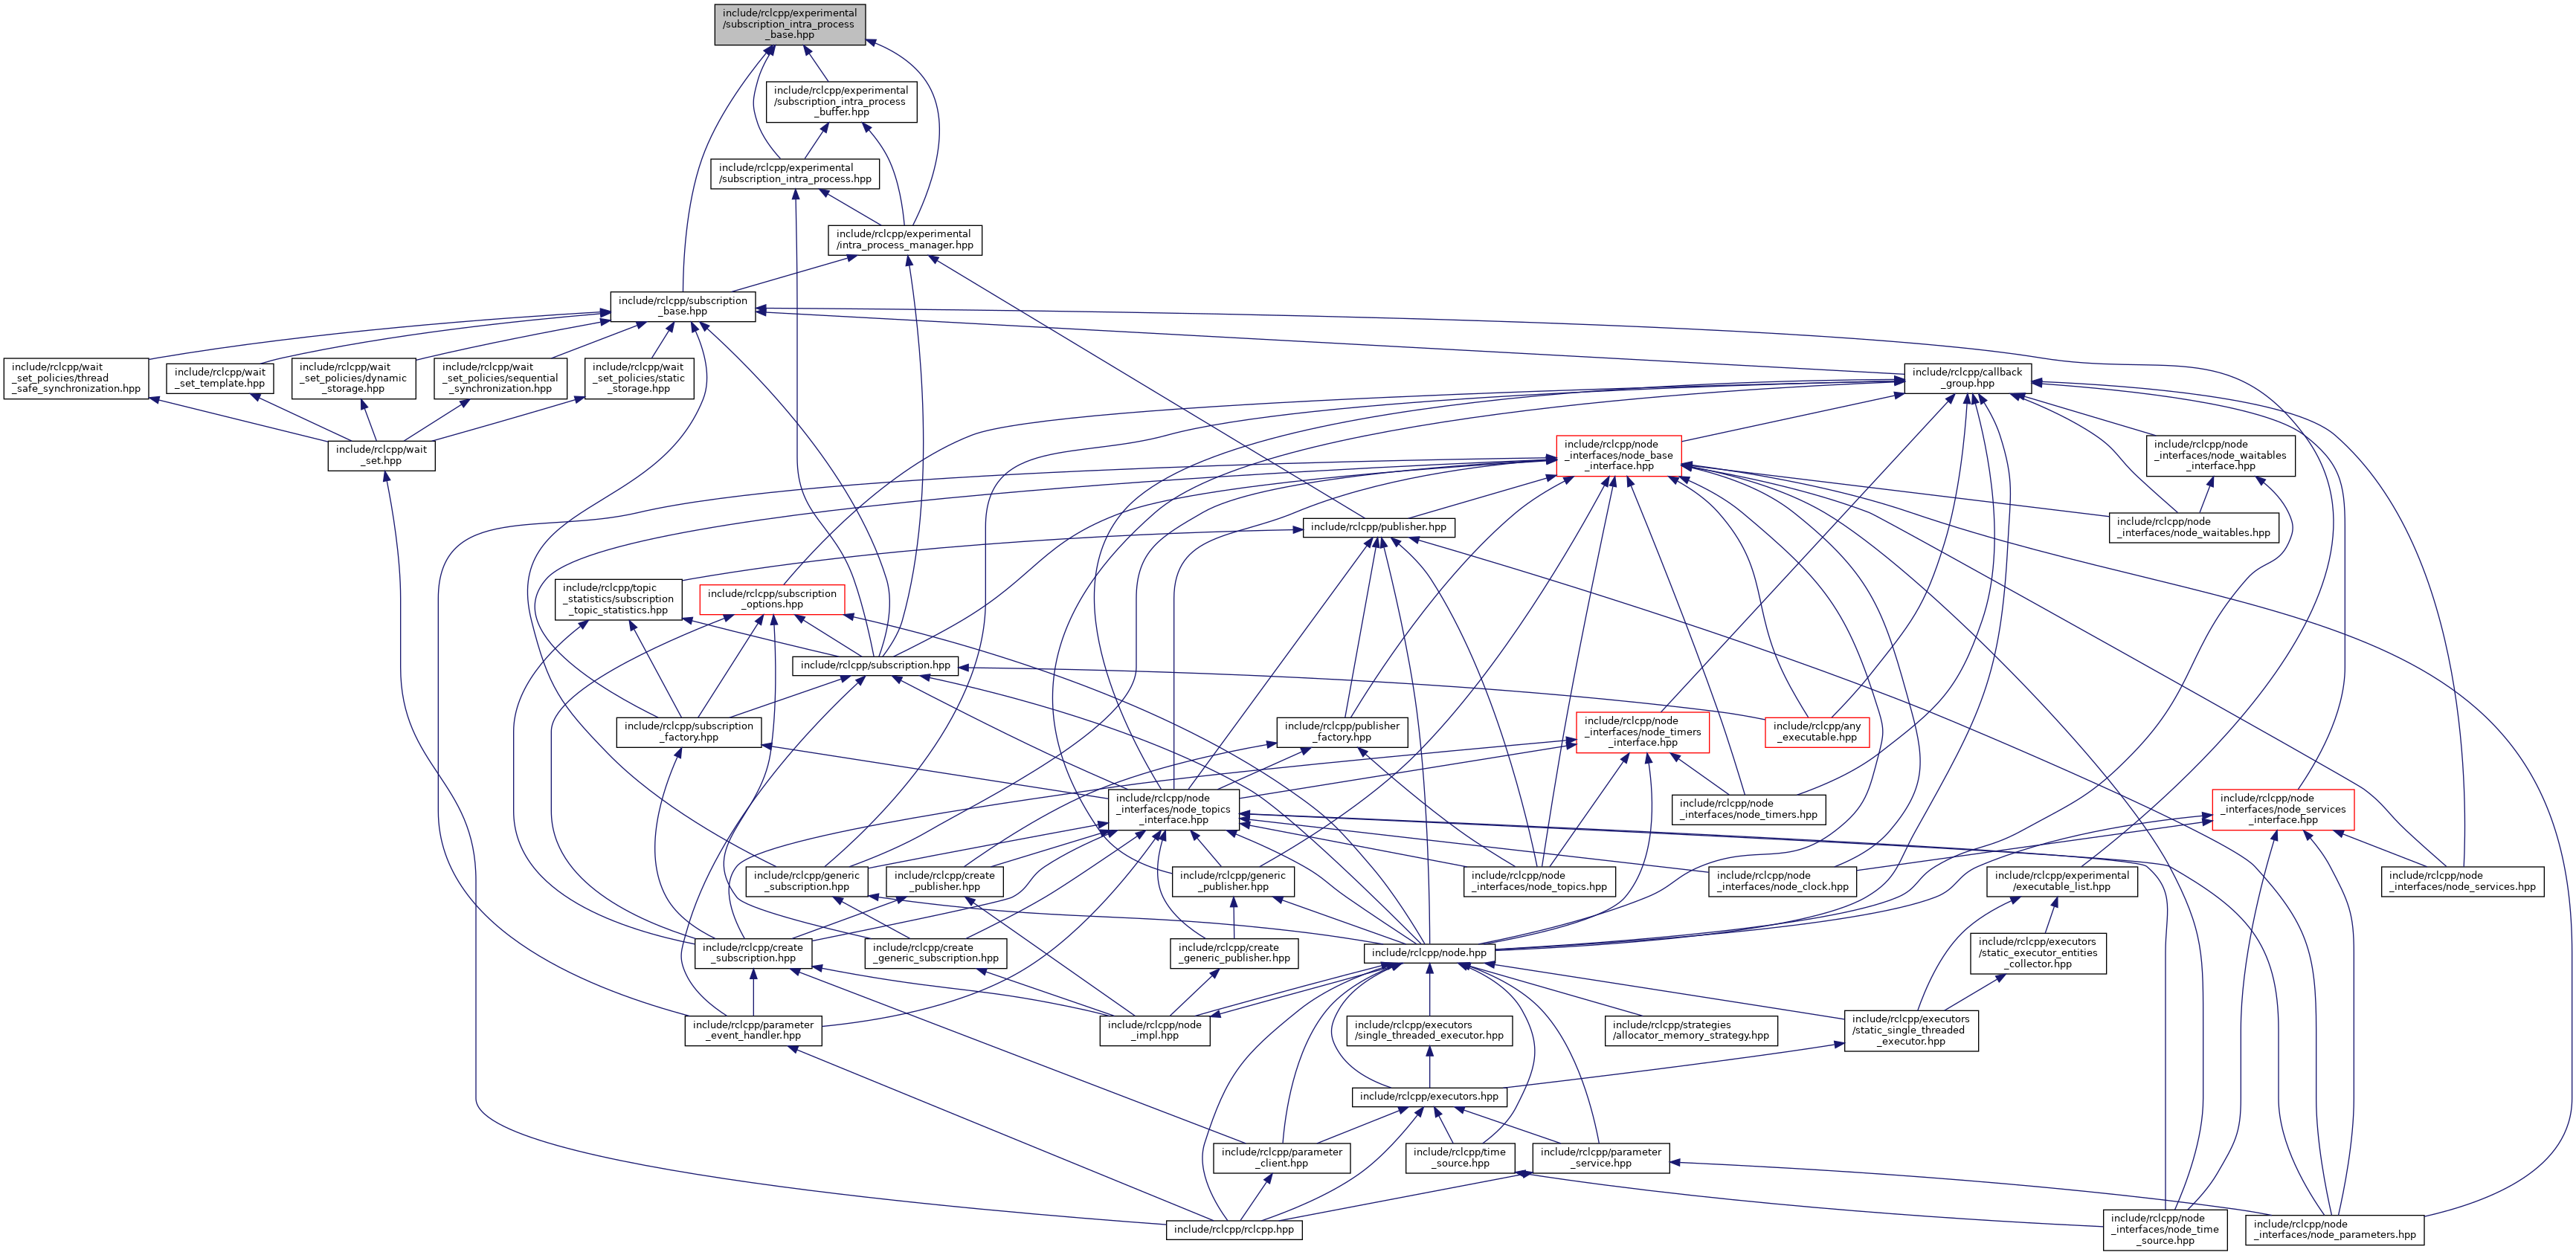 include/rclcpp/experimental
/subscription_intra_process
_base.hpp
include/rclcpp/experimental
/subscription_intra_process
_buffer.hpp
include/rclcpp/experimental
/subscription_intra_process.hpp
include/rclcpp/experimental
/intra_process_manager.hpp
include/rclcpp/subscription
_base.hpp
include/rclcpp/wait
_set_policies/thread
_safe_synchronization.hpp
include/rclcpp/wait
_set_template.hpp
include/rclcpp/wait
_set_policies/dynamic
_storage.hpp
include/rclcpp/wait
_set_policies/sequential
_synchronization.hpp
include/rclcpp/wait
_set_policies/static
_storage.hpp
include/rclcpp/callback
_group.hpp
include/rclcpp/wait
_set.hpp
include/rclcpp/node
_interfaces/node_base
_interface.hpp
include/rclcpp/node
_interfaces/node_waitables
_interface.hpp
include/rclcpp/publisher.hpp
include/rclcpp/node
_interfaces/node_waitables.hpp
include/rclcpp/topic
_statistics/subscription
_topic_statistics.hpp
include/rclcpp/subscription
_options.hpp
include/rclcpp/subscription.hpp
include/rclcpp/subscription
_factory.hpp
include/rclcpp/publisher
_factory.hpp
include/rclcpp/node
_interfaces/node_timers
_interface.hpp
include/rclcpp/any
_executable.hpp
include/rclcpp/node
_interfaces/node_topics
_interface.hpp
include/rclcpp/node
_interfaces/node_timers.hpp
include/rclcpp/node
_interfaces/node_services
_interface.hpp
include/rclcpp/generic
_subscription.hpp
include/rclcpp/create
_publisher.hpp
include/rclcpp/generic
_publisher.hpp
include/rclcpp/node
_interfaces/node_topics.hpp
include/rclcpp/node
_interfaces/node_clock.hpp
include/rclcpp/experimental
/executable_list.hpp
include/rclcpp/node
_interfaces/node_services.hpp
include/rclcpp/create
_subscription.hpp
include/rclcpp/create
_generic_subscription.hpp
include/rclcpp/create
_generic_publisher.hpp
include/rclcpp/node.hpp
include/rclcpp/executors
/static_executor_entities
_collector.hpp
include/rclcpp/parameter
_event_handler.hpp
include/rclcpp/node
_impl.hpp
include/rclcpp/executors
/single_threaded_executor.hpp
include/rclcpp/strategies
/allocator_memory_strategy.hpp
include/rclcpp/executors
/static_single_threaded
_executor.hpp
include/rclcpp/executors.hpp
include/rclcpp/parameter
_client.hpp
include/rclcpp/time
_source.hpp
include/rclcpp/parameter
_service.hpp
include/rclcpp/rclcpp.hpp
include/rclcpp/node
_interfaces/node_time
_source.hpp
include/rclcpp/node
_interfaces/node_parameters.hpp